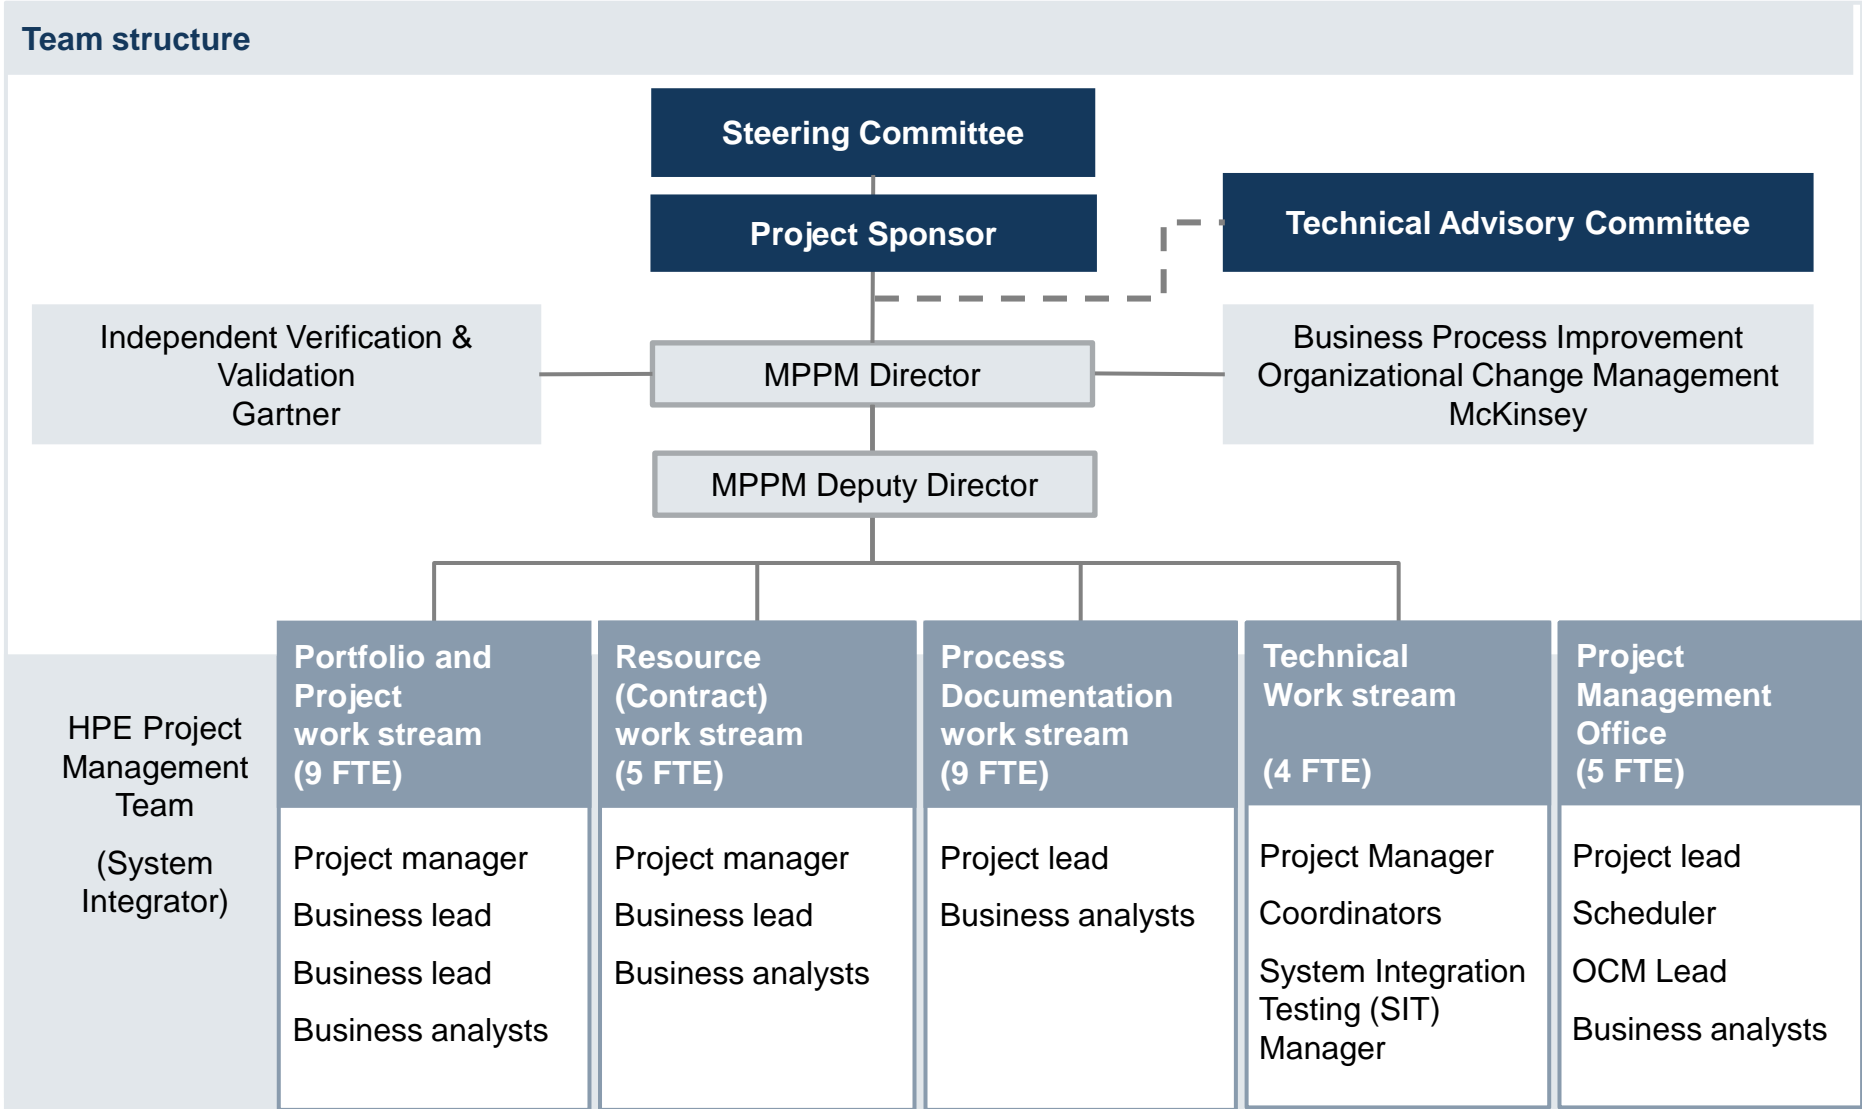 Team structure
Steering Committee
Project Sponsor
Technical Advisory Committee
Independent Verification &
Validation
Gartner
MPPM Director
Business Process Improvement
Organizational Change Management
McKinsey
MPPM Deputy Director
HPE Project
Management
Team
(System
Integrator)
Portfolio and
Project
work stream
(9 FTE)
Project manager
Business lead
Business lead
Business analysts
Resource
(Contract)
work stream
(5 FTE)
Project manager
Business lead
Business analysts
Process
Documentation
work stream
(9 FTE)
Project lead
Business analysts
Technical
Work stream
(4 FTE)
Project Manager
Coordinators
System Integration
Testing (SIT)
Manager
Project
Management
Office
(5 FTE)
Project lead
Scheduler
OCM Lead
Business analysts